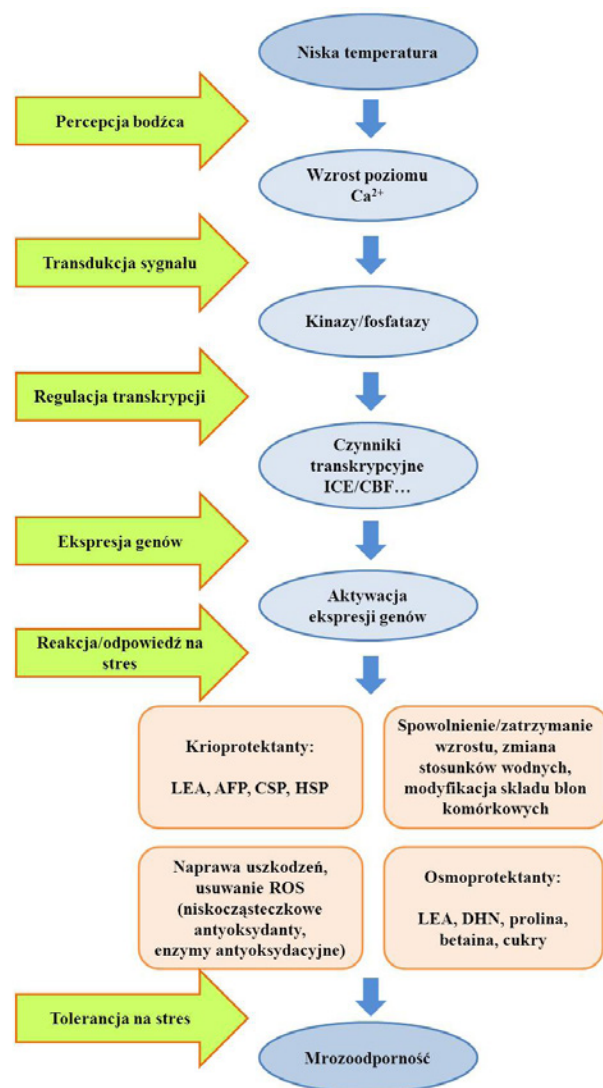 Niska temperatura
Percepcja bodźca
Wzrost poziomu
Ca²⁺
Transdukcja sygnału
Kinazy/fosfatazy
Regulacja transkrypcji
Czynniki
transkrypcyjne
ICE/CBF…
Ekspresja genów
Aktywacja
ekspresji genów
Reakcja/odpowiedź na
stres
Krioprotektanty:
LEA, AFP, CSP, HSP
Spowolnienie/zatrzymanie
wzrostu, zmiana
stosunków wodnych,
modyfikacja składu błon
komórkowych
Naprawa uszkodzeń,
usuwanie ROS
(niskocząsteczkowe
antyoksydanty,
enzymy antyoksydacyjne)
Osmoprotektanty:
LEA, DHN, prolina,
betaina, cukry
Tolerancja na stres
Mrozoodporność